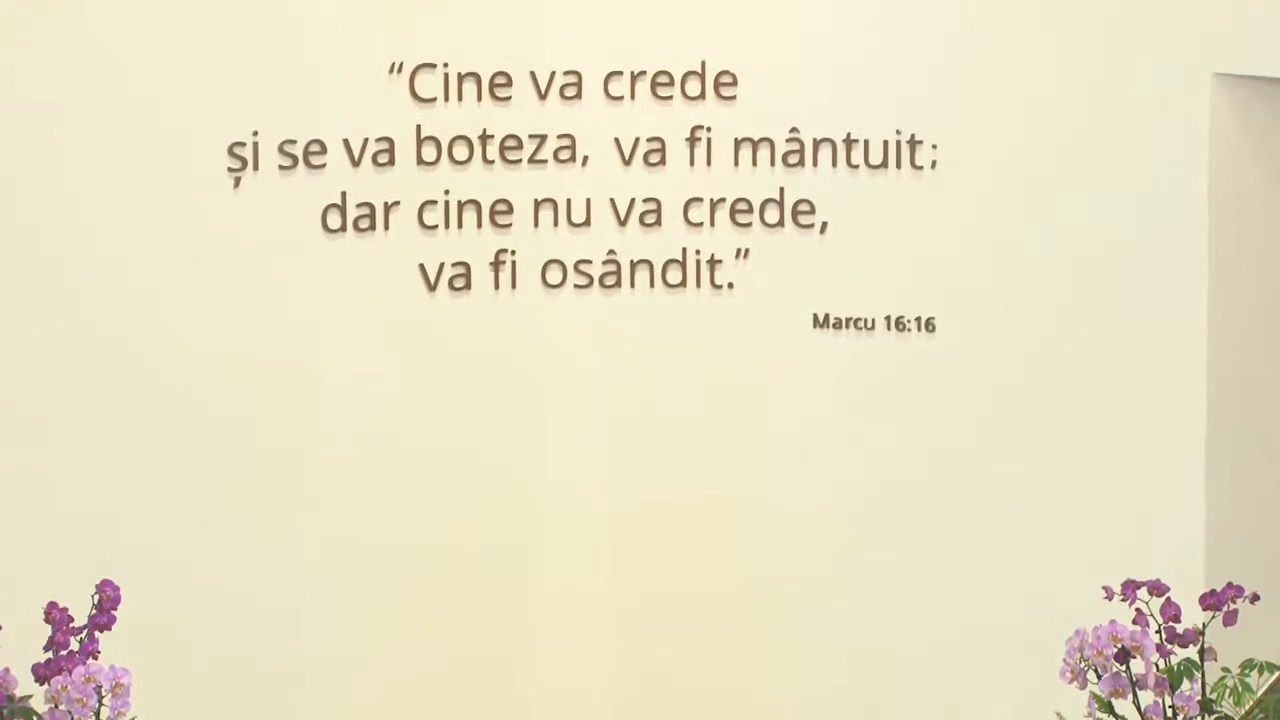 “Cine va crede
și se va boteza, va fi mântuit;
dar cine nu va crede,
va fi osândit.”
Marcu 16:16